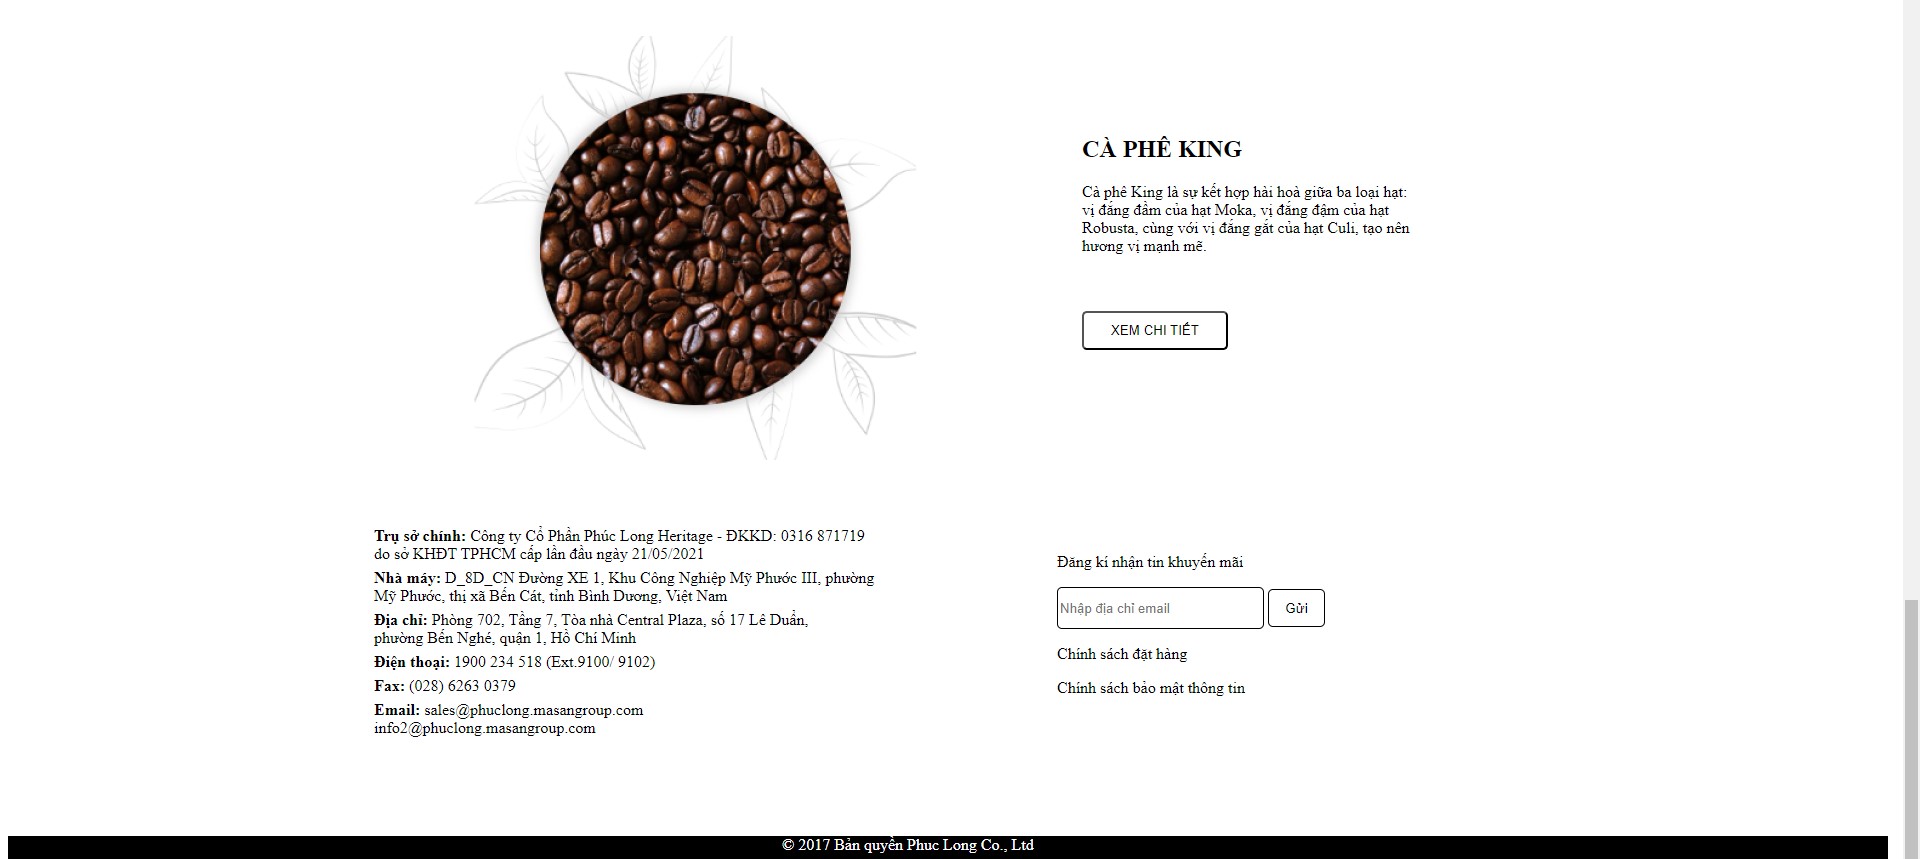 CÀ PHÊ KING
Cà phê King là sự kết hợp hài hoà giữa ba loại hạt:
vị đắng đầm của hạt Moka, vị đắng đậm của hạt
Robusta, cùng với vị đắng gắt của hạt Culi, tạo nên
hương vị mạnh mẽ.
XEM CHI TIẾT
Trụ sở chính: Công ty Cổ Phần Phúc Long Heritage - ĐKKD: 0316 871719
do sở KHĐT TPHCM cấp lần đầu ngày 21/05/2021
Nhà máy: D_8D_CN Đường XE 1, Khu Công Nghiệp Mỹ Phước III, phường
Mỹ Phước, thị xã Bến Cát, tỉnh Bình Dương, Việt Nam
Địa chỉ: Phòng 702, Tầng 7, Tòa nhà Central Plaza, số 17 Lê Duẩn,
phường Bến Nghé, quận 1, Hồ Chí Minh
Điện thoại: 1900 234 518 (Ext.9100/ 9102)
Fax: (028) 6263 0379
Email: sales@phuclong.masangroup.com
info2@phuclong.masangroup.com
Đăng kí nhận tin khuyến mãi
Nhập địa chỉ email
Gửi
Chính sách đặt hàng
Chính sách bảo mật thông tin
© 2017 Bản quyền Phuc Long Co., Ltd